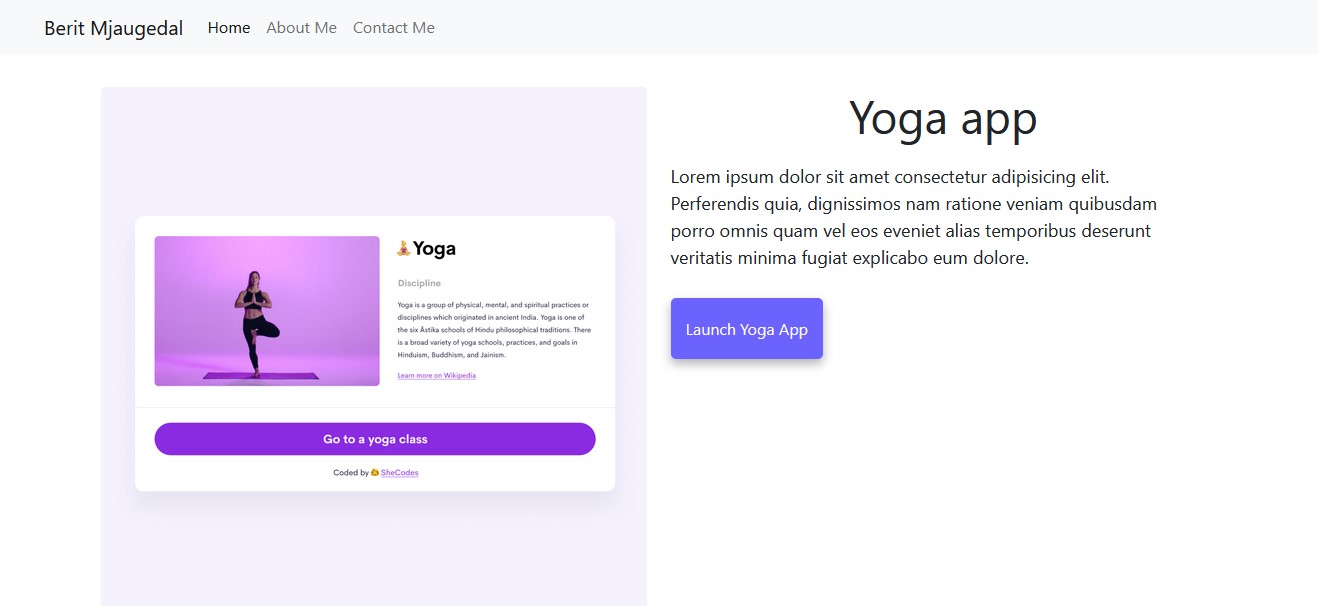 Berit Mjaugedal Home About Me Contact Me
Yoga app
Lorem ipsum dolor sit amet consectetur adipisicing elit.
Perferendis quia, dignissimos nam ratione veniam quibusdam
porro omnis quam vel eos eveniet alias temporibus deserunt
veritatis minima fugiat explicabo eum dolore.
Launch Yoga App
Yoga
Discipline
Yoga is a group of physical, mental, and spiritual practices or
disciplines which originated in ancient India. Yoga is one of
the six Āstika schools of Hindu philosophical traditions. There
is a broad variety of yoga schools, practices, and goals in
Hinduism, Buddhism, and Jainism.
Learn more on Wikipedia
Go to a yoga class
Coded by SheCodes